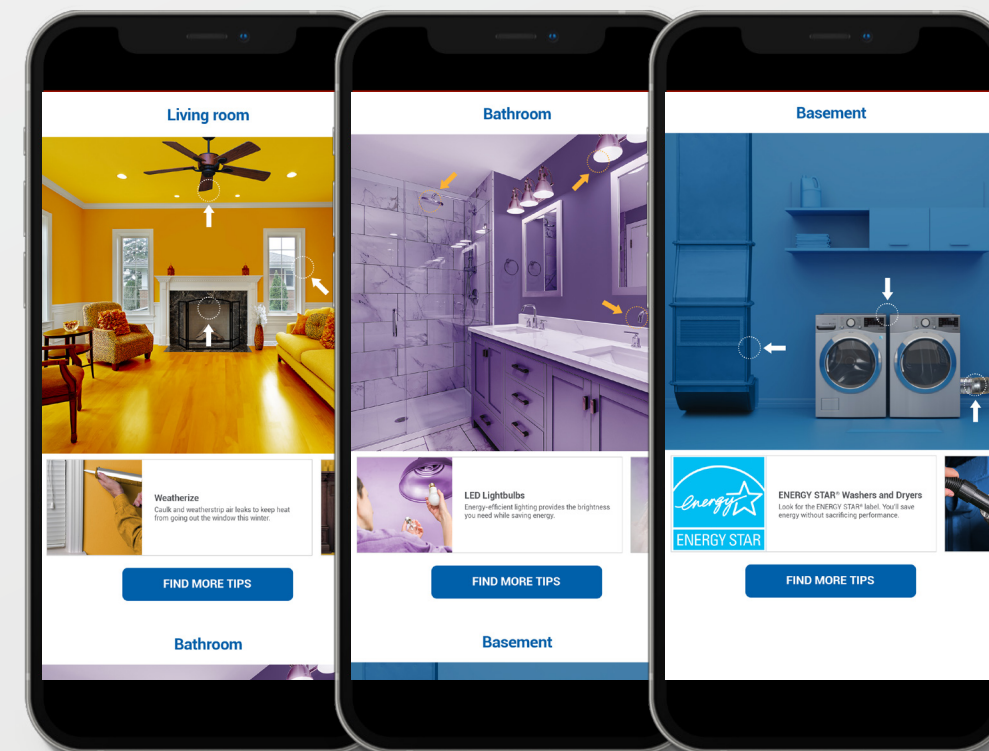 Living room
Weatherize
Caulk and weatherstrip air leaks to keep heat
from going out the window this winter.
FIND MORE TIPS
Bathroom
Bathroom
LED Lightbulbs
Energy-efficient lighting provides the brightness
you need while saving energy.
FIND MORE TIPS
Basement
Basement
energy
ENERGY STAR
ENERGY STAR® Washers and Dryers
Look for the ENERGY STAR® label. You'll save
energy without sacrificing performance.
FIND MORE TIPS